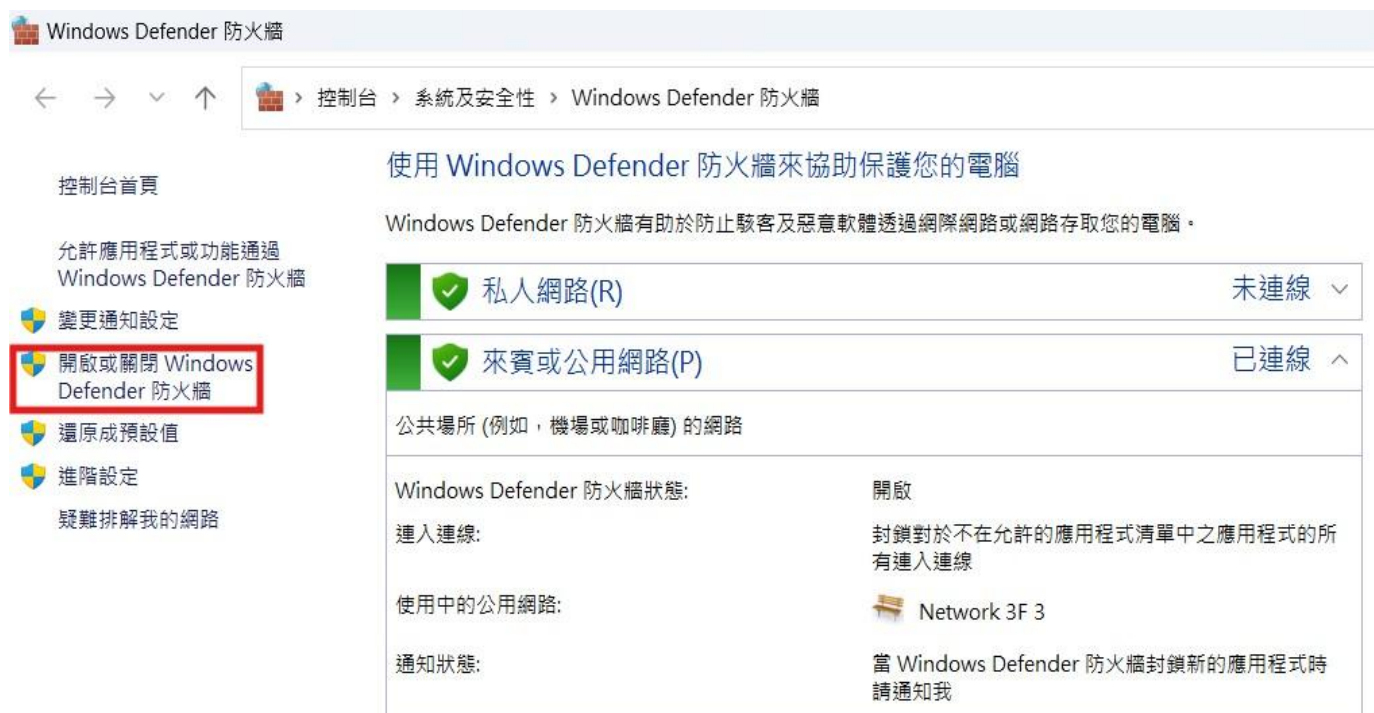 Windows Defender 防火牆
控制台 › 系統及安全性 › Windows Defender 防火牆
控制台首頁
允許應用程式或功能通過
Windows Defender 防火牆
變更通知設定
開啟或關閉 Windows
Defender 防火牆
還原成預設值
進階設定
疑難排解我的網路
使用 Windows Defender 防火牆來協助保護您的電腦
Windows Defender 防火牆有助於防止駭客及惡意軟體透過網際網路或網路存取您的電腦。
私人網路(R) 未連線
來賓或公用網路(P) 已連線
公共場所 (例如，機場或咖啡廳) 的網路
Windows Defender 防火牆狀態: 開啟
連入連線: 封鎖對於不在允許的應用程式清單中之應用程式的所
有連入連線
使用中的公用網路: Network 3F 3
通知狀態: 當 Windows Defender 防火牆封鎖新的應用程式時
請通知我